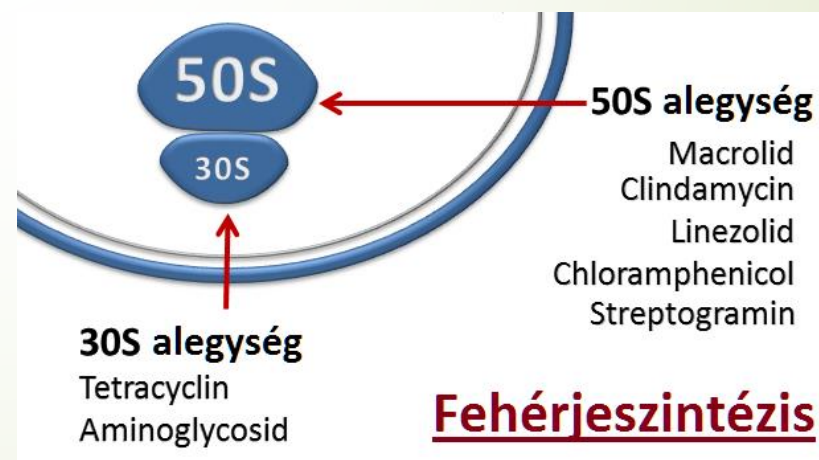 50S
30S
50S alegység
Macrolid
Clindamycin
Linezolid
Chloramphenicol
Streptogramin
30S alegység
Tetracyclin
Aminoglycosid
Fehérjeszintézis